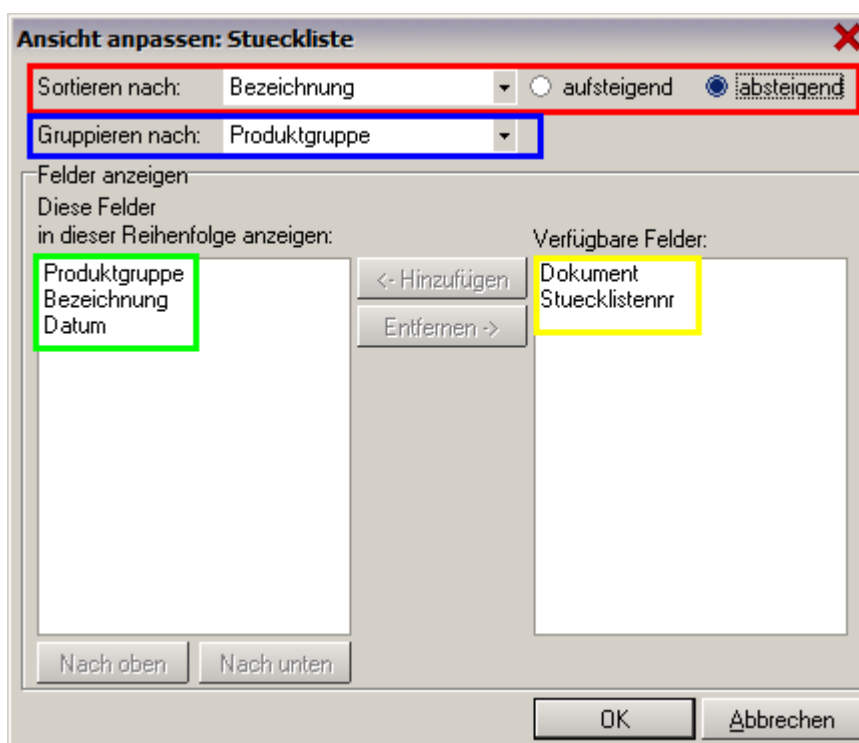 Ansicht anpassen: Stueckliste
Sortieren nach: Bezeichnung aufsteigend absteigend
Gruppieren nach: Produktgruppe
Felder anzeigen
Diese Felder
in dieser Reihenfolge anzeigen:
Verfügbare Felder:
Produktgruppe
Bezeichnung
Datum
<- Hinzufügen
Entfernen ->
Dokument
Stuecklistennr
Nach oben
Nach unten
OK
Abbrechen